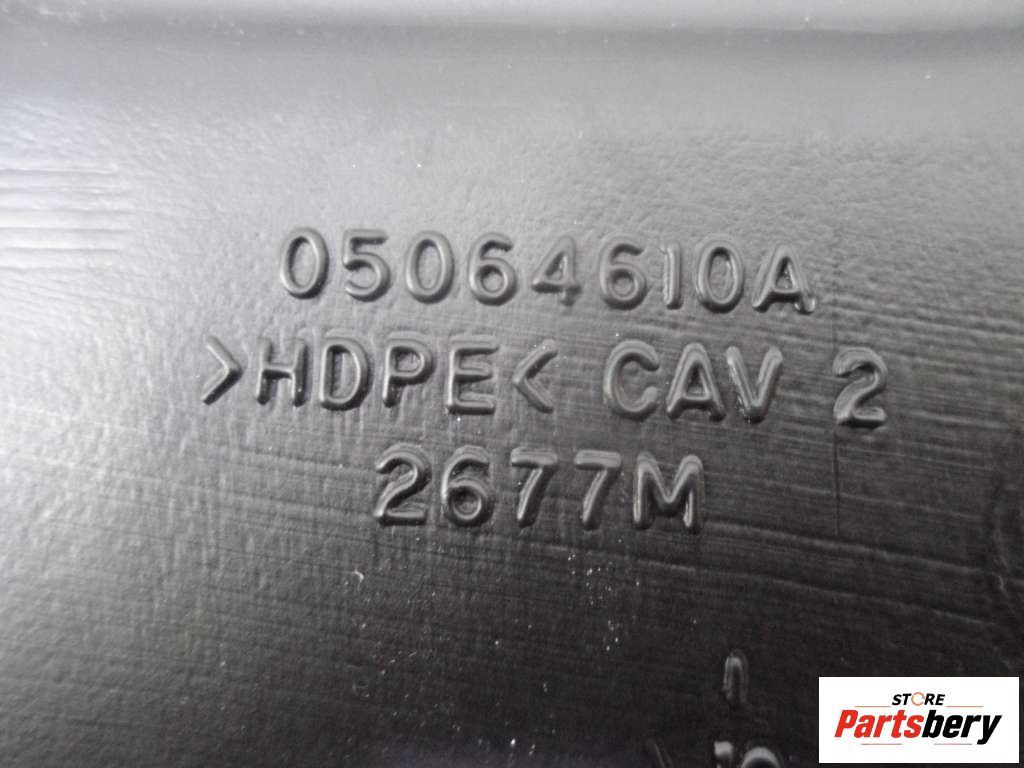 05064610A
>HDPE< CAV 2
2677M
STORE
Partsbery